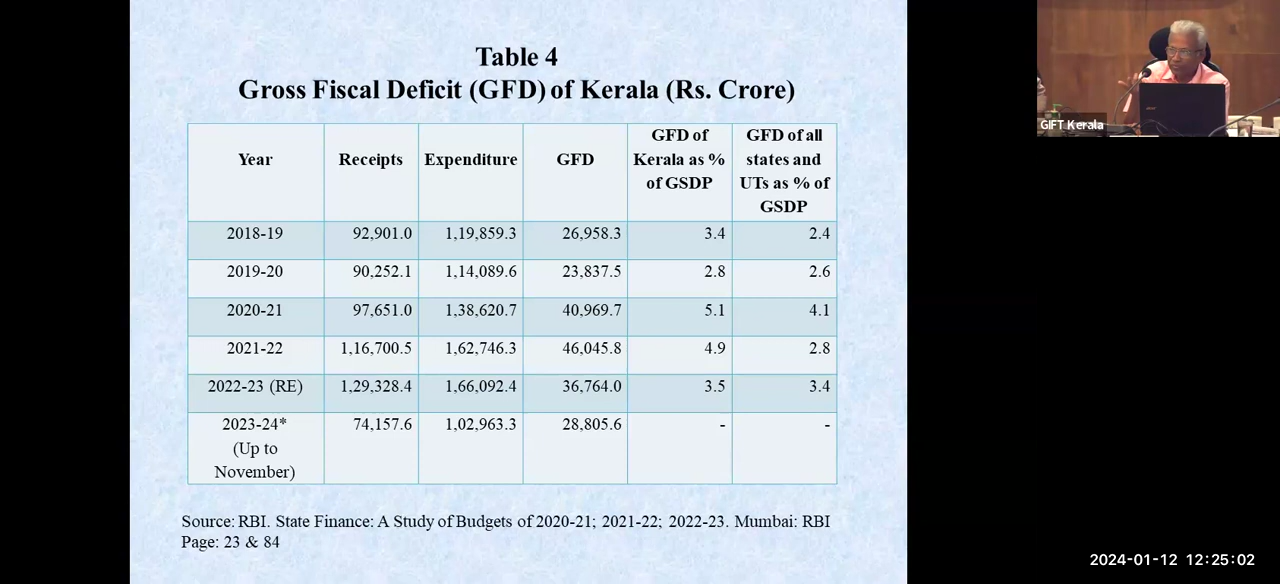 Table 4
Gross Fiscal Deficit (GFD) of Kerala (Rs. Crore)
Year Receipts Expenditure GFD GFD of Kerala as % of GSDP GFD of all states and UTs as % of GSDP
2018-19 92,901.0 1,19,859.3 26,958.3 3.4 2.4
2019-20 90,252.1 1,14,089.6 23,837.5 2.8 2.6
2020-21 97,651.0 1,38,620.7 40,969.7 5.1 4.1
2021-22 1,16,700.5 1,62,746.3 46,045.8 4.9 2.8
2022-23 (RE) 1,29,328.4 1,66,092.4 36,764.0 3.5 3.4
2023-24* (Up to November) 74,157.6 1,02,963.3 28,805.6 - -
Source: RBI. State Finance: A Study of Budgets of 2020-21; 2021-22; 2022-23. Mumbai: RBI
Page: 23 & 84
GIFT Kerala
2024-01-12 12:25:02